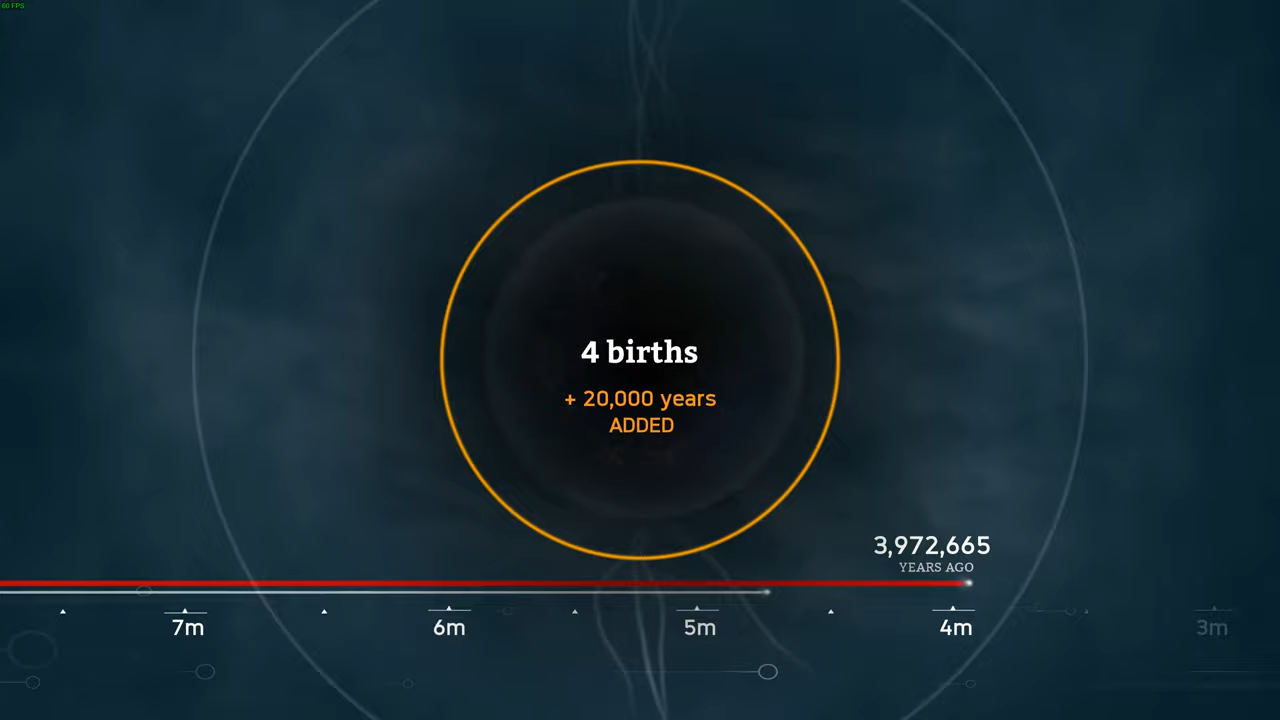 60 FPS
4 births
+ 20,000 years
ADDED
3,972,665
YEARS AGO
7m 6m 5m 4m 3m